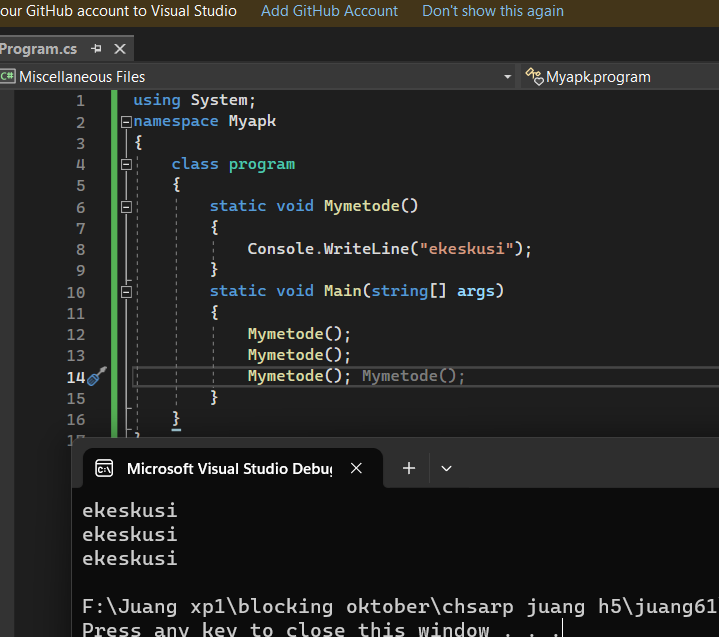 our GitHub account to Visual Studio Add GitHub Account Don't show this again
Program.cs
C# Miscellaneous Files Myapk.program
1 using System;
2 namespace Myapk
3 {
4 class program
5 {
6 static void Mymetode()
7 {
8 Console.WriteLine("ekeskusi");
9 }
10 static void Main(string[] args)
11 {
12 Mymetode();
13 Mymetode();
14 Mymetode(); Mymetode();
15 }
16 }
17 }
Microsoft Visual Studio Debu
ekeskusi
ekeskusi
ekeskusi
F:\Juang xp1\blocking oktober\chsarp juang h5\juang61
Press any key to close this window . . .